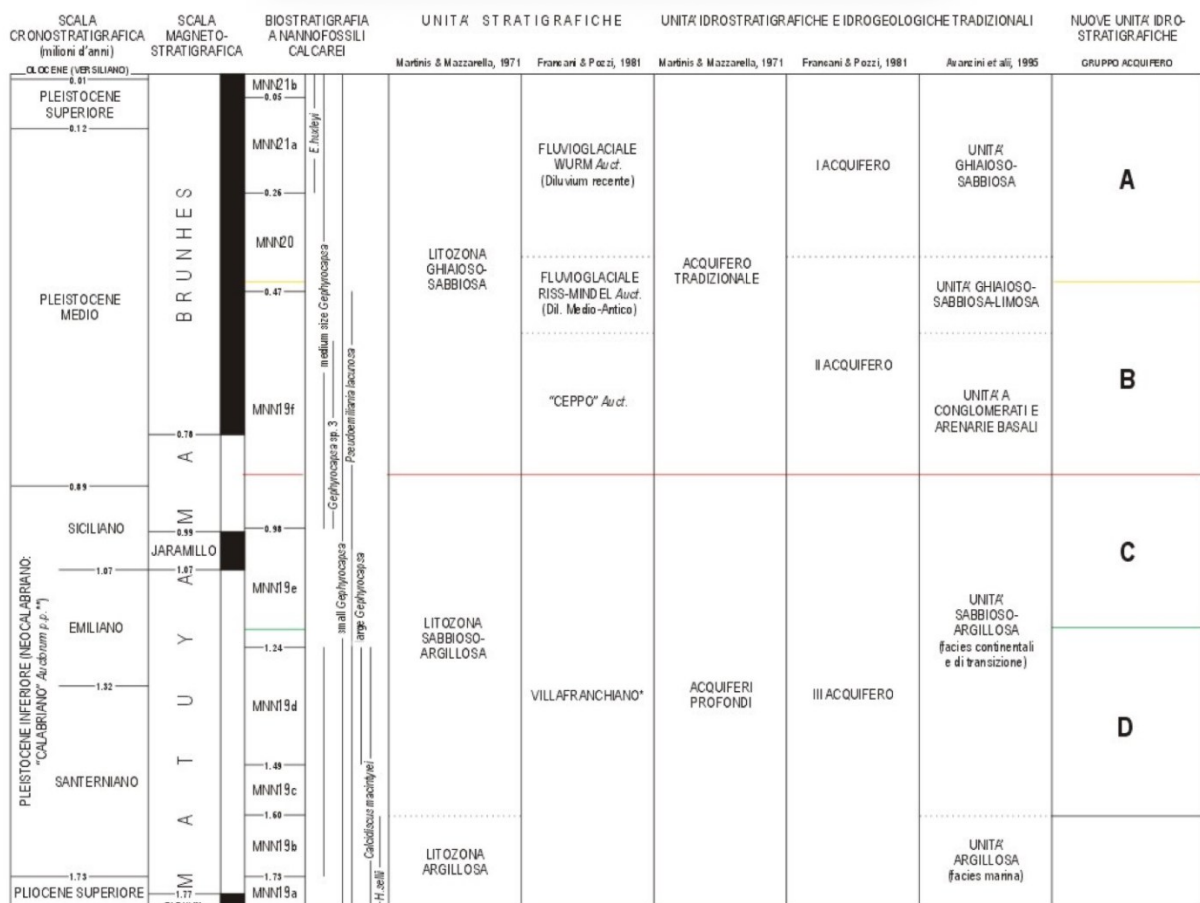 SCALA
CRONOSTRATIGRAFICA
(milioni d'anni)
SCALA
MAGNETO-
STRATIGRAFICA
BIOSTRATIGRAFIA
A NANNOFOSSILI
CALCAREI
UNITA' STRATIGRAFICHE
UNITA' IDROSTRATIGRAFICHE E IDROGEOLOGICHE TRADIZIONALI
NUOVE UNITA' IDRO-
STRATIGRAFICHE
Martinis & Mazzarella, 1971
Francani & Pozzi, 1981
Martinis & Mazzarella, 1971
Francani & Pozzi, 1981
Avanzini et alii, 1995
GRUPPO ACQUIFERO
OLOCENE (VERSILIANO)
0.01
PLEISTOCENE
SUPERIORE
0.12
PLEISTOCENE
MEDIO
0.89
PLEISTOCENE INFERIORE (NEOCALABRIANO:
"CALABRIANO" Auctorum p.p.**)
SICILIANO
1.07
EMILIANO
1.32
SANTERNIANO
1.73
PLIOCENE SUPERIORE
BRUNHES
0.78
MATUYAMA
0.99
JARAMILLO
1.07
1.77
MNN21b
0.05
MNN21a
0.26
MNN20
0.47
MNN19f
0.98
MNN19e
1.24
MNN19d
1.49
MNN19c
1.60
MNN19b
1.73
MNN19a
E.huxleyi
medium size Gephyrocapsa
Gephyrocapsa sp.3
small Gephyrocapsa
Pseudoemiliania lacunosa
large Gephyrocapsa
Calcidiscus macintyrei
H.sellii
LITOZONA
GHIAIOSO-
SABBIOSA
LITOZONA
SABBIOSO-
ARGILLOSA
LITOZONA
ARGILLOSA
FLUVIOGLACIALE
WURM Auct.
(Diluvium recente)
FLUVIOGLACIALE
RISS-MINDEL Auct.
(Dil. Medio-Antico)
"CEPPO" Auct.
VILLAFRANCHIANO*
ACQUIFERO
TRADIZIONALE
ACQUIFERI
PROFONDI
I ACQUIFERO
II ACQUIFERO
III ACQUIFERO
UNITA'
GHIAIOSO-
SABBIOSA
UNITA' GHIAIOSO-
SABBIOSA-LIMOSA
UNITA' A
CONGLOMERATI E
ARENARIE BASALI
UNITA'
SABBIOSO-
ARGILLOSA
(facies continentali
e di transizione)
UNITA'
ARGILLOSA
(facies marina)
A
B
C
D